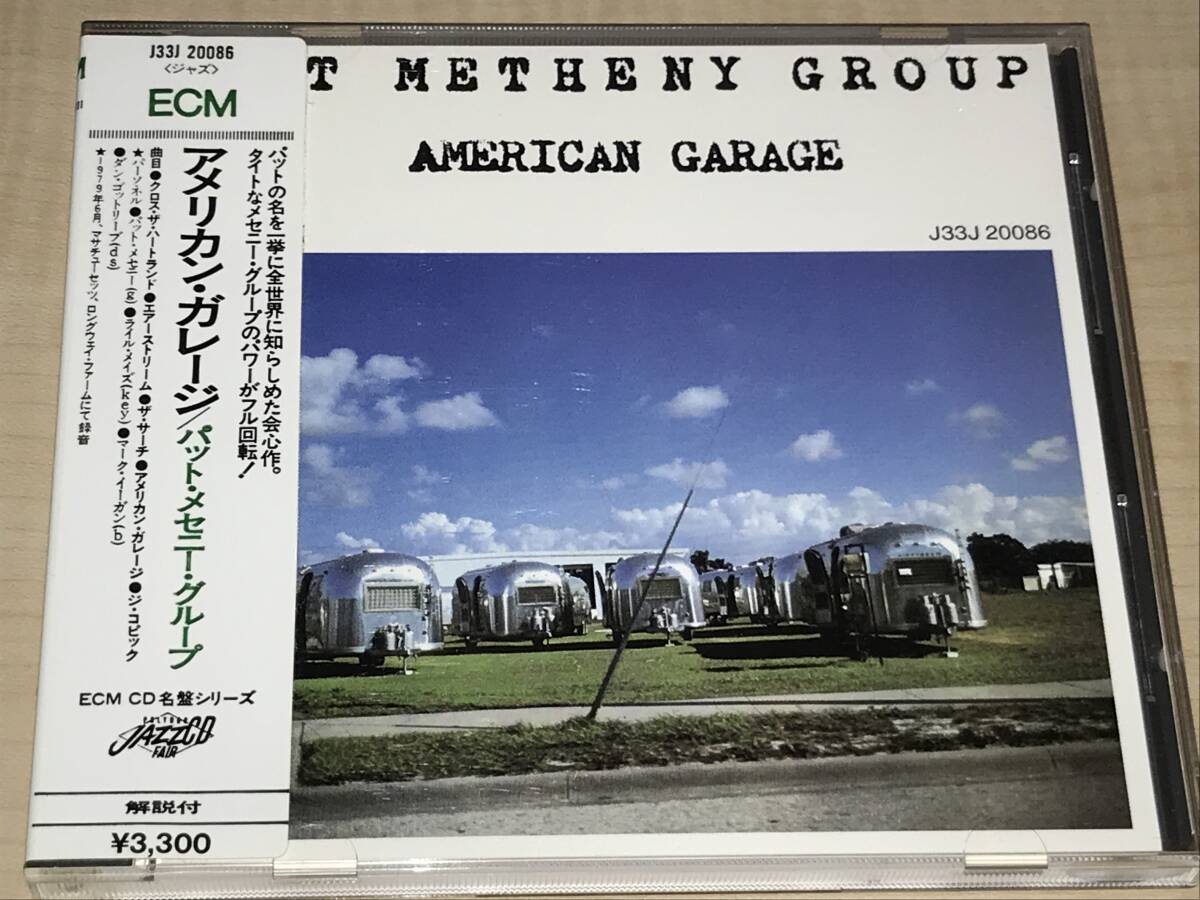 J33J 20086
〈ジャズ〉
ECM
パットの名を一挙に全世界に知らしめた会心作。
タイトなメセニー・グループのパワーがフル回転!
アメリカン・ガレージ/パット・メセニー・グループ
曲目●クロス・ザ・ハートランド●エアーストリーム●ザ・サーチ●アメリカン・ガレージ●ジ・エピック
★パーソネル●パット・メセニー(g)●ライル・メイズ(key)●マーク・イーガン(b)
●ダン・ゴットリーブ(ds)
★1979年6月、マサチューセッツ、ロングヴュイ・ファームにて録音
ECM CD名盤シリーズ
POLYDOR
JAZZ CD
FAIR
解説付
¥3,300
T METHENY GROUP
AMERICAN GARAGE
J33J 20086